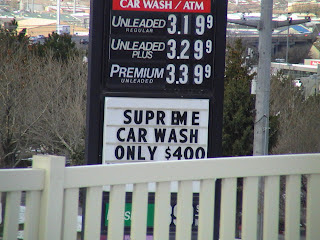 CAR WASH / ATM
UNLEADED 3.19 9
REGULAR
UNLEADED 3.29 9
PLUS
PREMIUM 3.39 9
UNLEADED
SUPREME
CAR WASH
ONLY $400